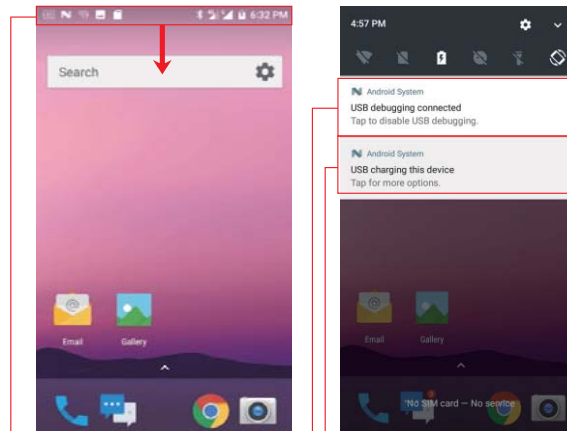 6:32 PM
Search
Email
Gallery
4:57 PM
Android System
USB debugging connected
Tap to disable USB debugging.
Android System
USB charging this device
Tap for more options.
Email
Gallery
No SIM card — No service